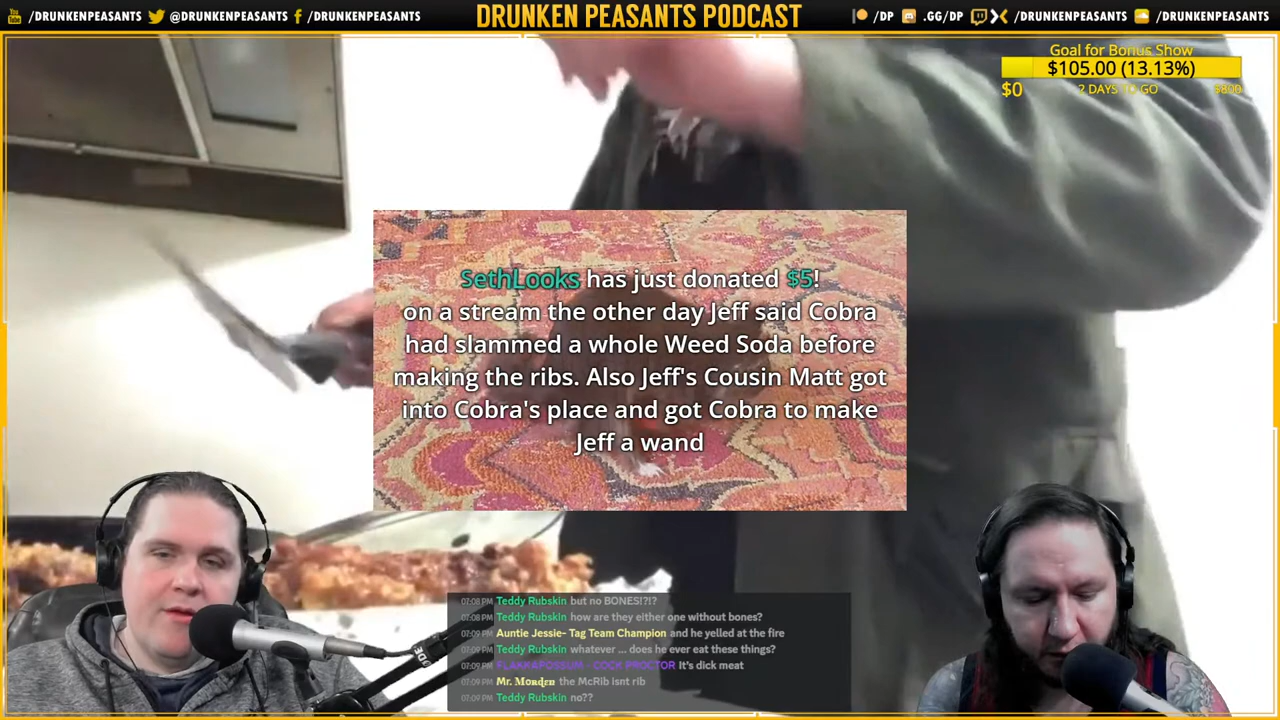 /DRUNKENPEASANTS @DRUNKENPEASANTS /DRUNKENPEASANTS DRUNKEN PEASANTS PODCAST /DP .GG/DP /DRUNKENPEASANTS /DRUNKENPEASANTS
Goal for Bonus Show
$105.00 (13.13%)
$0 2 DAYS TO GO $800
SethLooks has just donated $5!
on a stream the other day Jeff said Cobra
had slammed a whole Weed Soda before
making the ribs. Also Jeff's Cousin Matt got
into Cobra's place and got Cobra to make
Jeff a wand
07:08 PM Teddy Rubskin but no BONES!?!?
07:08 PM Teddy Rubskin how are they either one without bones?
07:09 PM Auntie Jessie- Tag Team Champion and he yelled at the fire
07:09 PM Teddy Rubskin whatever ... does he ever eat these things?
07:09 PM FLAKKAPOSSUM - COCK PROCTOR It's dick meat
07:09 PM Mr. Monden the McRib isnt rib
07:09 PM Teddy Rubskin no??